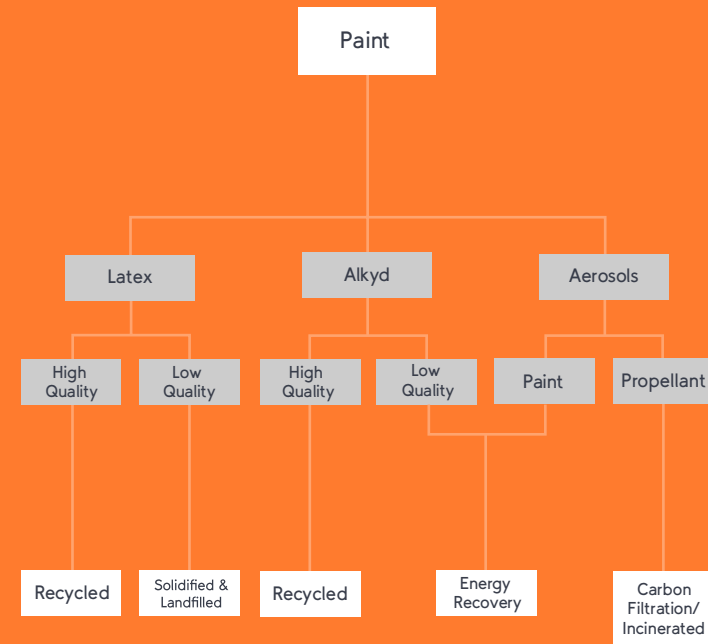 Paint
Latex
Alkyd
Aerosols
High
Quality
Low
Quality
High
Quality
Low
Quality
Paint
Propellant
Recycled
Solidified &
Landfilled
Recycled
Energy
Recovery
Carbon
Filtration/
Incinerated